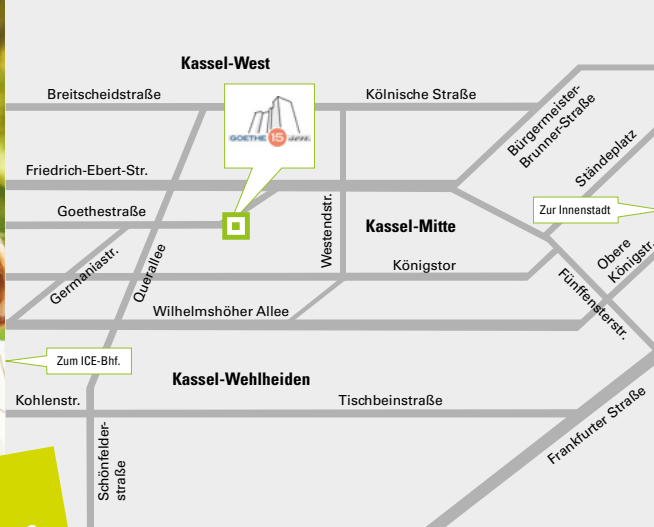 Kassel-West
Breitscheidstraße
Kölnische Straße
Bürgermeister-
Brunner-Straße
GOETHE 15
Ständeplatz
Friedrich-Ebert-Str.
Goethestraße
Westendstr.
Kassel-Mitte
Zur Innenstadt
Germaniastr.
Querallee
Königstor
Obere
Königstr.
Fünffensterstr.
Wilhelmshöher Allee
Zum ICE-Bhf.
Kassel-Wehlheiden
Kohlenstr.
Tischbeinstraße
Frankfurter Straße
Schönfelder-
straße